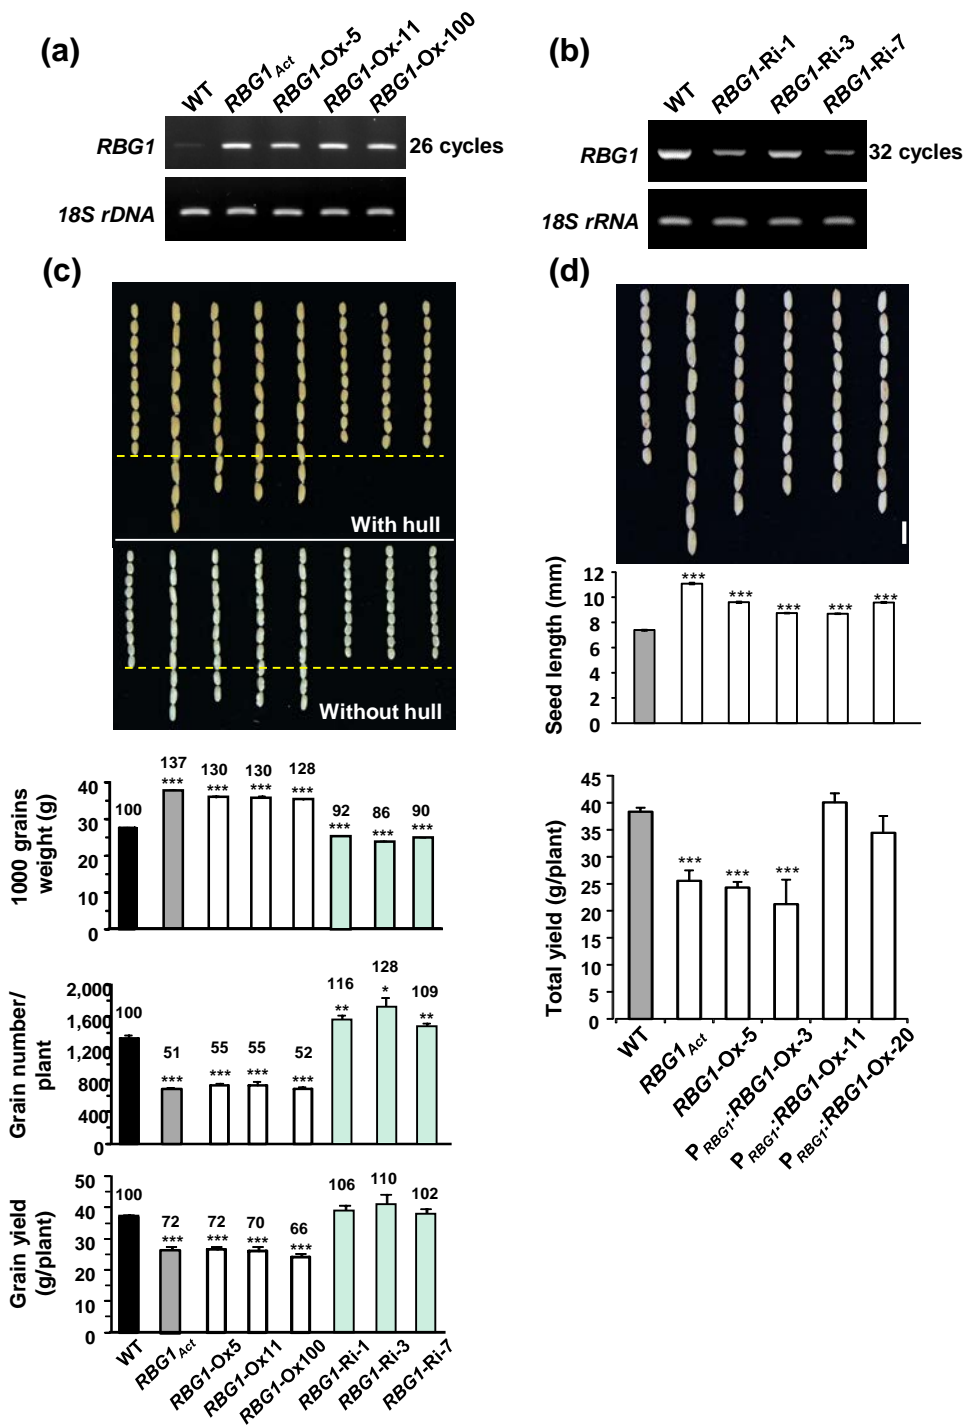 (a)
WT
RBG1Act
RBG1-Ox-5
RBG1-Ox-11
RBG1-Ox-100
RBG1
26 cycles
18S rDNA
(b)
WT
RBG1-Ri-1
RBG1-Ri-3
RBG1-Ri-7
RBG1
32 cycles
18S rRNA
(c)
With hull
Without hull
1000 grains
weight (g)
40
30
20
10
0
100
137
***
130
***
130
***
128
***
92
***
86
***
90
***
Grain number/
plant
2,000
1,600
1,200
800
400
0
100
51
***
55
***
55
***
52
***
116
**
128
*
109
**
Grain yield
(g/plant)
50
40
30
20
10
0
100
72
***
72
***
70
***
66
***
106
110
102
WT
RBG1Act
RBG1-Ox5
RBG1-Ox11
RBG1-Ox100
RBG1-Ri-1
RBG1-Ri-3
RBG1-Ri-7
(d)
Seed length (mm)
12
10
8
6
4
2
0
***
***
***
***
***
Total yield (g/plant)
45
40
35
30
25
20
15
10
5
0
***
***
***
WT
RBG1Act
RBG1-Ox-5
PRBG1:RBG1-Ox-3
PRBG1:RBG1-Ox-11
PRBG1:RBG1-Ox-20